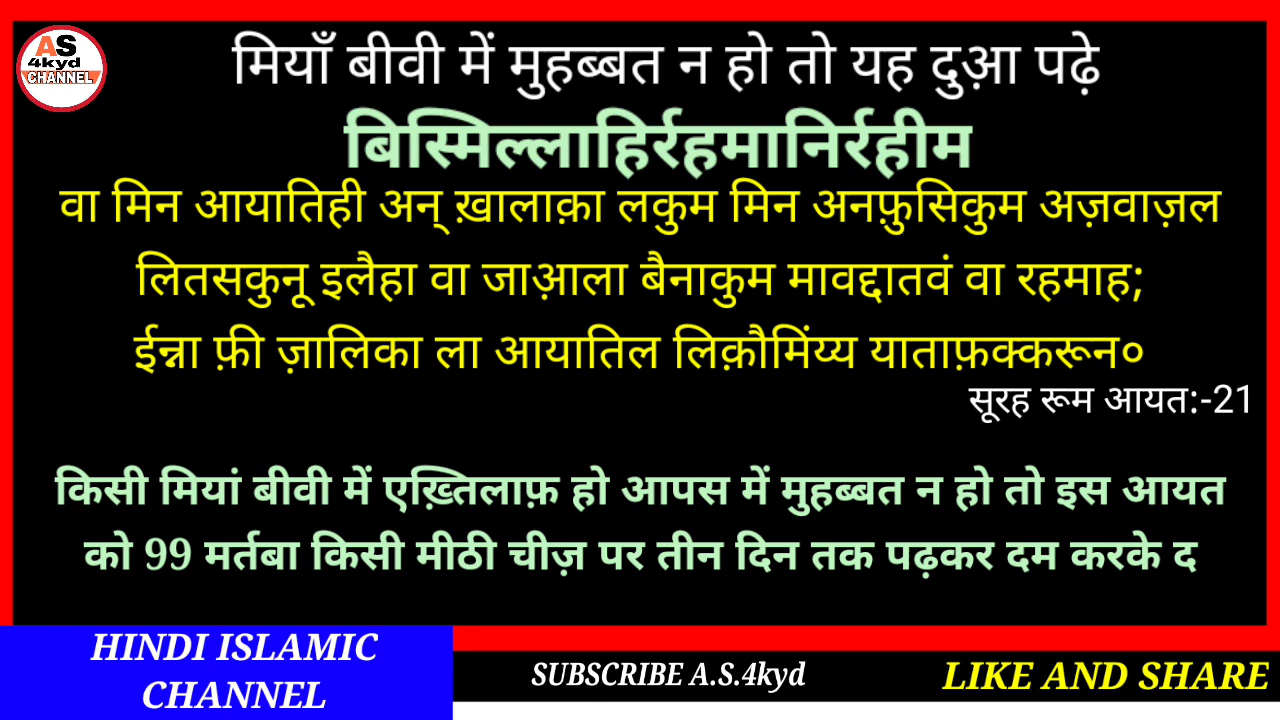 AS
4kyd
CHANNEL
मियाँ बीवी में मुहब्बत न हो तो यह दुआ़ पढ़े
बिस्मिल्लाहिर्रहमानिर्रहीम
वा मिन आयातिही अन् ख़ालाक़ा लकुम मिन अनफ़ुसिकुम अज़वाज़ल
लितसकुनू इलैहा वा जाआ़ला बैनाकुम मावद्दातवं वा रहमाह;
ईन्ना फ़ी ज़ालिका ला आयातिल लिक़ौमिंय्य याताफ़क्करून०
सूरह रूम आयत:-21
किसी मियां बीवी में एख़्तिलाफ़ हो आपस में मुहब्बत न हो तो इस आयत
को 99 मर्तबा किसी मीठी चीज़ पर तीन दिन तक पढ़कर दम करके द
HINDI ISLAMIC
CHANNEL
SUBSCRIBE A.S.4kyd
LIKE AND SHARE